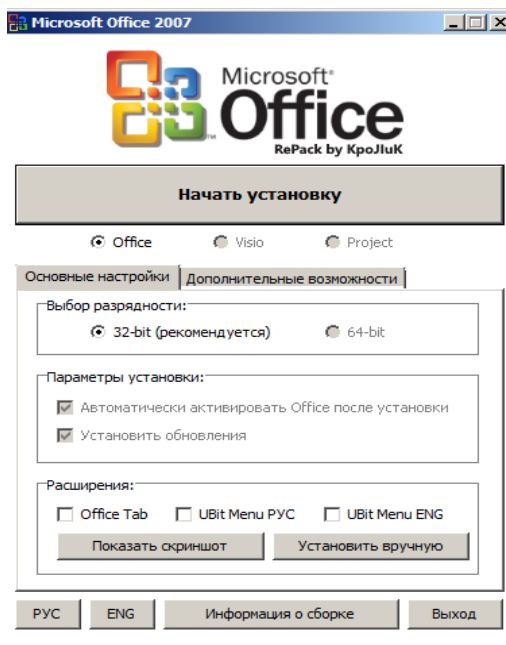 Microsoft Office 2007
Microsoft®
Office™
RePack by KpoJIuK
Начать установку
Office Visio Project
Основные настройки Дополнительные возможности
Выбор разрядности:
32-bit (рекомендуется) 64-bit
Параметры установки:
Автоматически активировать Office после установки
Установить обновления
Расширения:
Office Tab UBit Menu РУС UBit Menu ENG
Показать скриншот Установить вручную
РУС ENG Информация о сборке Выход